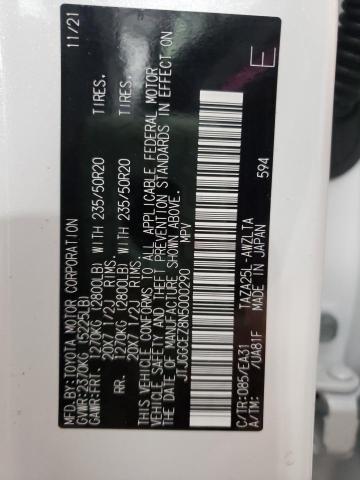 MFD.BY:TOYOTA MOTOR CORPORATION 11/21
GVWR:2370KG (5225LB)
GAWR:FRT. 1270KG (2800LB) WITH 235/50R20 TIRES.
20X7 1/2J RIMS.
RR. 1270KG (2800LB) WITH 235/50R20 TIRES.
20X7 1/2J RIMS.
THIS VEHICLE CONFORMS TO ALL APPLICABLE FEDERAL MOTOR
VEHICLE SAFETY AND THEFT PREVENTION STANDARDS IN EFFECT ON
THE DATE OF MANUFACTURE SHOWN ABOVE.
JTJGGBEZ8N5000290 MPV
E
C/TR:085/EA31 TAZA25L-AWZLTA
A/TM: /UA81F MADE IN JAPAN 594